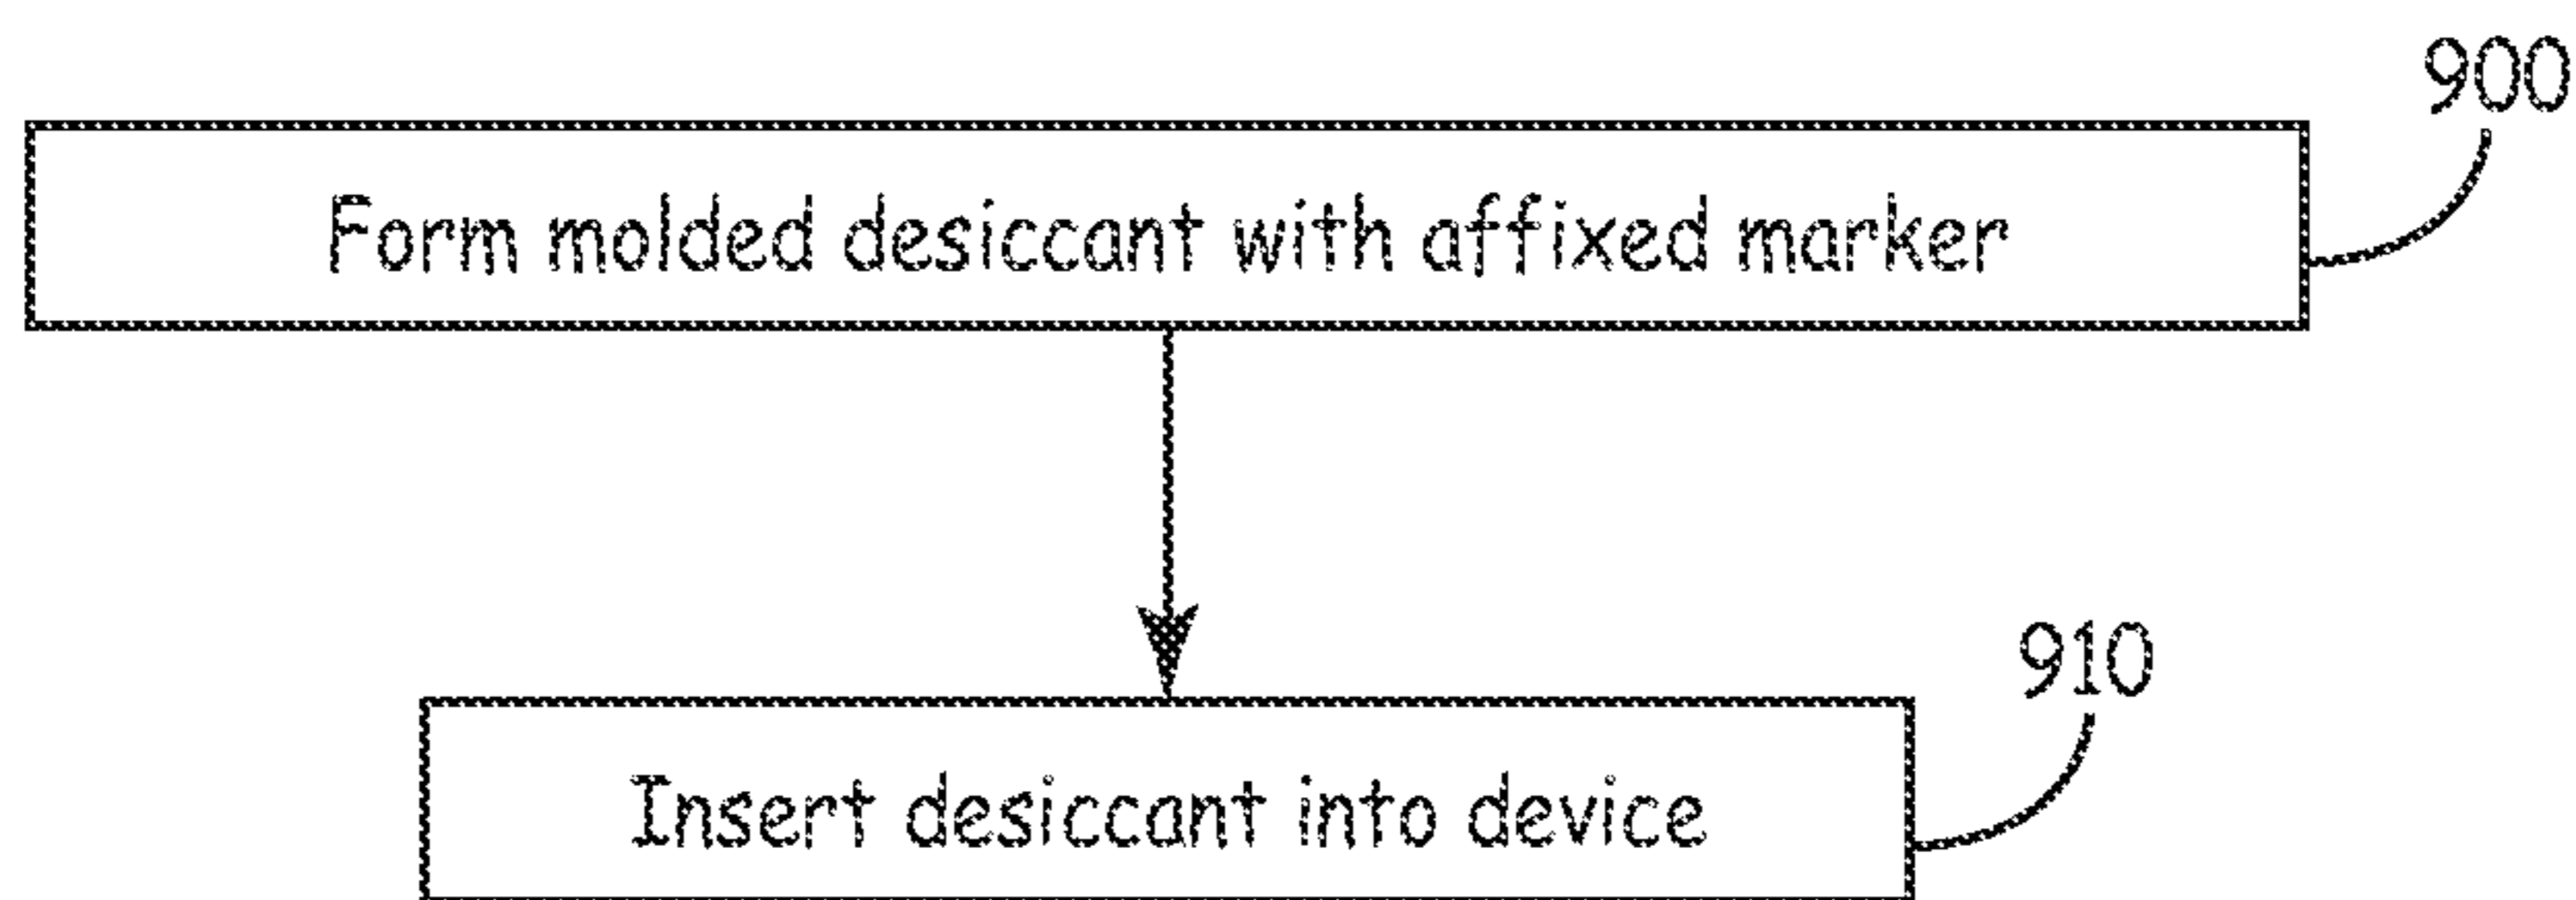 900
Form molded desiccant with affixed marker
910
Insert desiccant into device